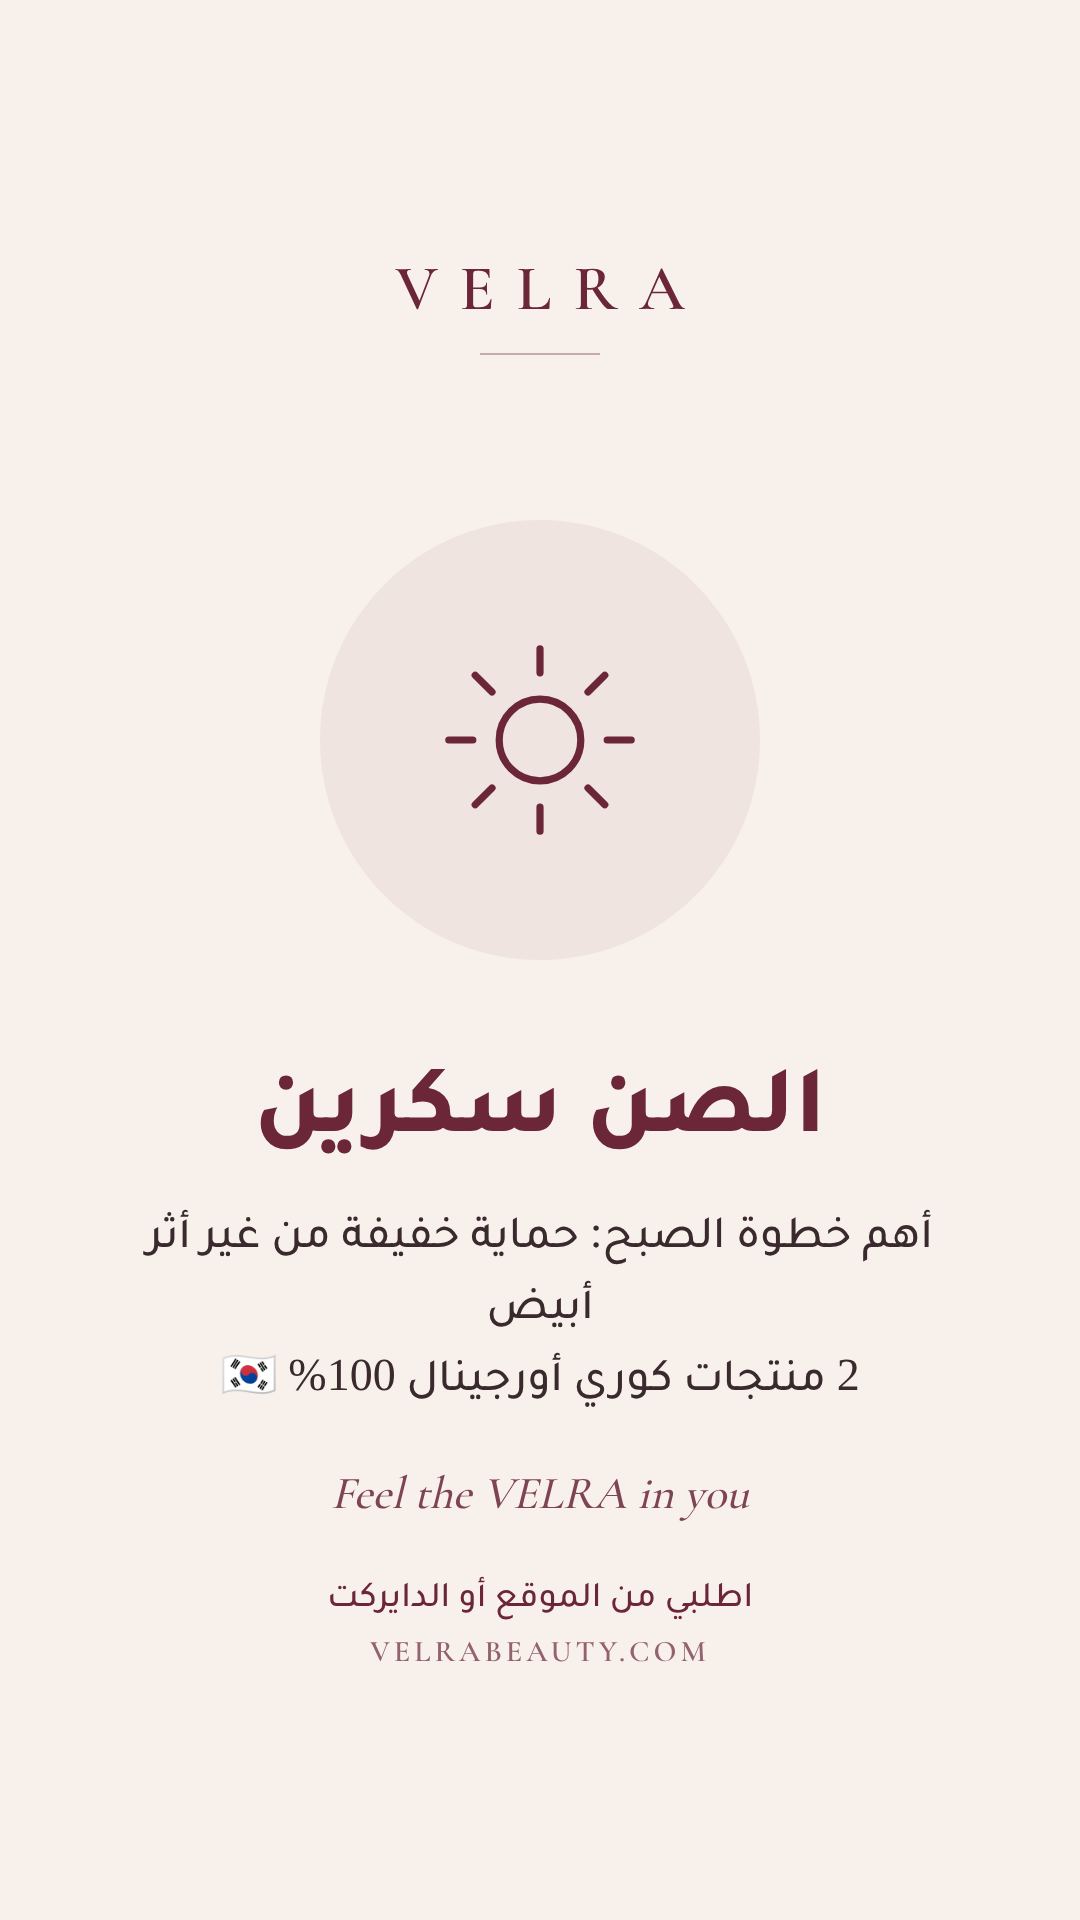 VELRA
الصن سكرين
أهم خطوة الصبح: حماية خفيفة من غير أثر
أبيض
2 منتجات كوري أورجينال 100% 🇰🇷
Feel the VELRA in you
اطلبي من الموقع أو الدايركت
VELRABEAUTY.COM